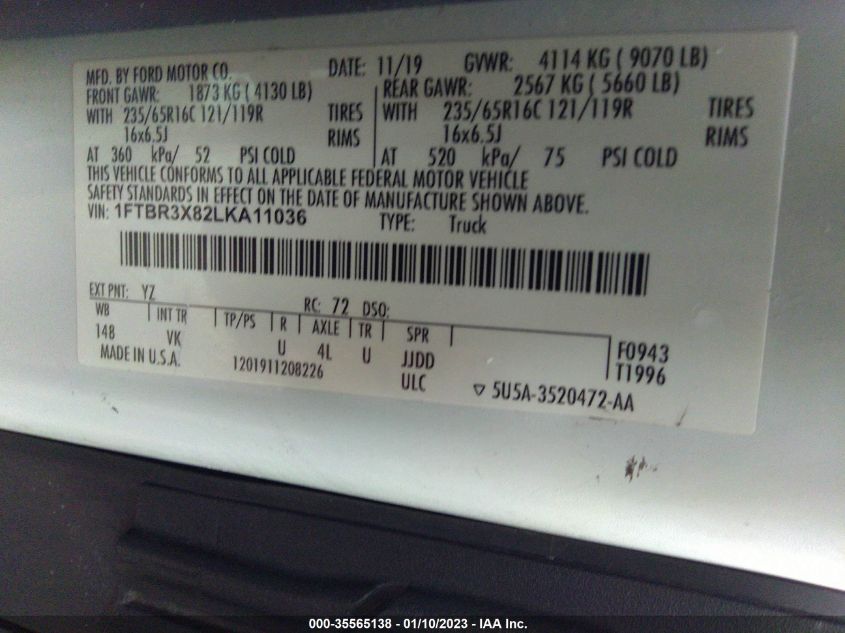 MFD. BY FORD MOTOR CO. DATE: 11/19 GVWR: 4114 KG ( 9070 LB)
FRONT GAWR: 1873 KG ( 4130 LB) REAR GAWR: 2567 KG ( 5660 LB)
WITH 235/65R16C 121/119R TIRES WITH 235/65R16C 121/119R TIRES
16x6.5J RIMS 16x6.5J RIMS
AT 360 kPa/ 52 PSI COLD AT 520 kPa/ 75 PSI COLD
THIS VEHICLE CONFORMS TO ALL APPLICABLE FEDERAL MOTOR VEHICLE
SAFETY STANDARDS IN EFFECT ON THE DATE OF MANUFACTURE SHOWN ABOVE.
VIN: 1FTBR3X82LKA11036 TYPE: Truck
EXT PNT: YZ RC: 72 DSO:
WB INT TR TP/PS R AXLE TR SPR
148 VK U 4L U JJDD F0943
MADE IN U.S.A. 1201911208226 ULC T1996
▽ 5U5A-3520472-AA
000-35565138 - 01/10/2023 - IAA Inc.